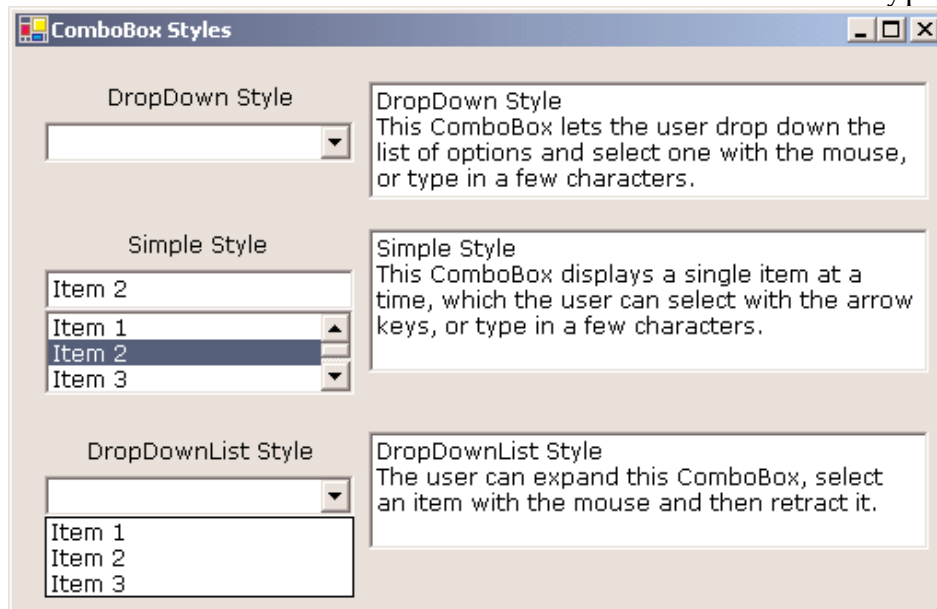 ComboBox Styles
DropDown Style
DropDown Style
This ComboBox lets the user drop down the
list of options and select one with the mouse,
or type in a few characters.
Simple Style
Item 2
Item 1
Item 2
Item 3
Simple Style
This ComboBox displays a single item at a
time, which the user can select with the arrow
keys, or type in a few characters.
DropDownList Style
Item 1
Item 2
Item 3
DropDownList Style
The user can expand this ComboBox, select
an item with the mouse and then retract it.